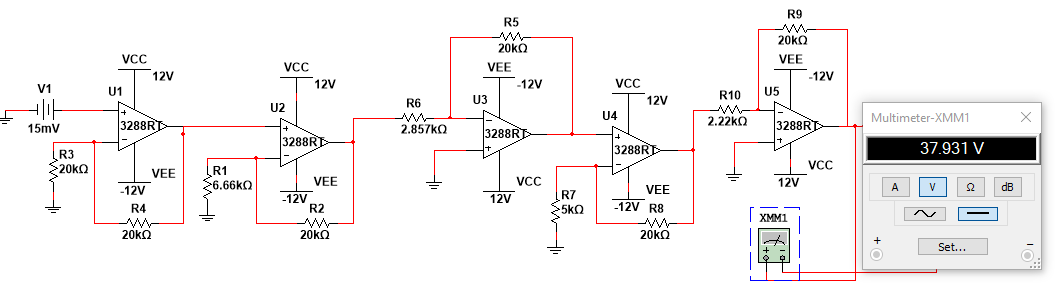 V1
15mV
R3
20kΩ
VCC
12V
U1
+
−
3288RT
VEE
-12V
R4
20kΩ
VCC
12V
U2
+
−
3288RT
VEE
-12V
R1
6.66kΩ
R2
20kΩ
R6
2.857kΩ
R5
20kΩ
VEE
-12V
U3
−
+
3288RT
VCC
12V
VCC
12V
U4
+
−
3288RT
VEE
-12V
R7
5kΩ
R8
20kΩ
R10
2.22kΩ
R9
20kΩ
VEE
-12V
U5
−
+
3288RT
VCC
12V
XMM1
+ −
Multimeter-XMM1 ×
37.931 V
A V Ω dB
+ Set... −